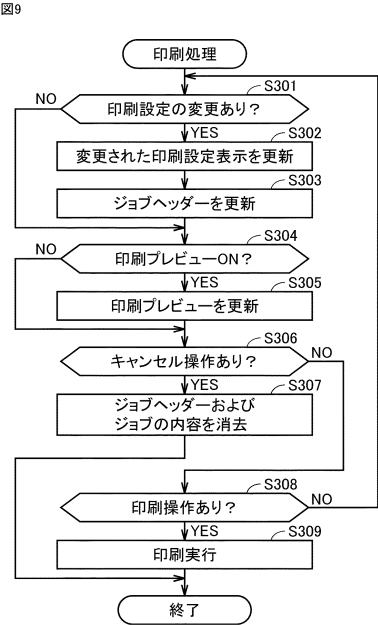 図9
印刷処理
S301
印刷設定の変更あり？
NO
YES
S302
変更された印刷設定表示を更新
S303
ジョブヘッダーを更新
S304
NO
印刷プレビューON？
YES
S305
印刷プレビューを更新
S306
キャンセル操作あり？
NO
YES
S307
ジョブヘッダーおよび
ジョブの内容を消去
S308
印刷操作あり？
NO
YES
S309
印刷実行
終了